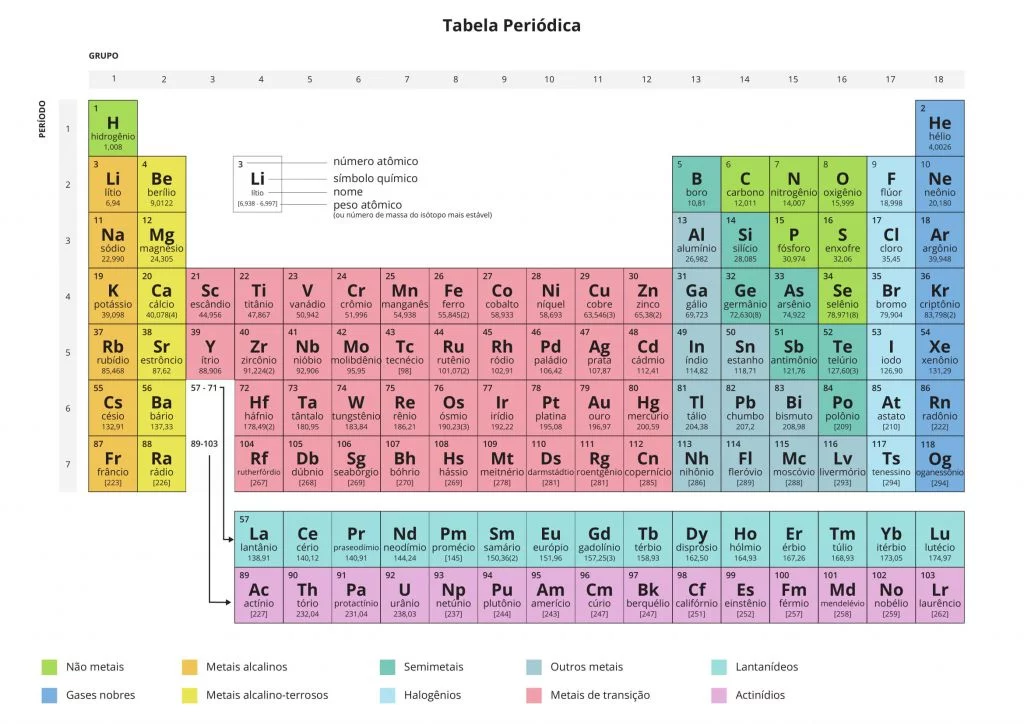 Tabela Periódica
GRUPO
1 2 3 4 5 6 7 8 9 10 11 12 13 14 15 16 17 18
PERÍODO
1
1 2
H He
hidrogênio hélio
1,008 4,0026
3 número atômico
Li símbolo químico
lítio nome
[6,938 - 6,997] peso atômico
(ou número de massa do isótopo mais estável)
2
3 4 5 6 7 8 9 10
Li Be B C N O F Ne
lítio berílio boro carbono nitrogênio oxigênio flúor neônio
6,94 9,0122 10,81 12,011 14,007 15,999 18,998 20,180
3
11 12 13 14 15 16 17 18
Na Mg Al Si P S Cl Ar
sódio magnésio alumínio silício fósforo enxofre cloro argônio
22,990 24,305 26,982 28,085 30,974 32,06 35,45 39,948
4
19 20 21 22 23 24 25 26 27 28 29 30 31 32 33 34 35 36
K Ca Sc Ti V Cr Mn Fe Co Ni Cu Zn Ga Ge As Se Br Kr
potássio cálcio escândio titânio vanádio crômio manganês ferro cobalto níquel cobre zinco gálio germânio arsênio selênio bromo criptônio
39,098 40,078(4) 44,956 47,867 50,942 51,996 54,938 55,845(2) 58,933 58,693 63,546(3) 65,38(2) 69,723 72,630(8) 74,922 78,971(8) 79,904 83,798(2)
5
37 38 39 40 41 42 43 44 45 46 47 48 49 50 51 52 53 54
Rb Sr Y Zr Nb Mo Tc Ru Rh Pd Ag Cd In Sn Sb Te I Xe
rubídio estrôncio ítrio zircônio nióbio molibdênio tecnécio rutênio ródio paládio prata cádmio índio estanho antimônio telúrio iodo xenônio
85,468 87,62 88,906 91,224(2) 92,906 95,95 [98] 101,07(2) 102,91 106,42 107,87 112,41 114,82 118,71 121,76 127,60(3) 126,90 131,29
6
55 56 57 - 71 72 73 74 75 76 77 78 79 80 81 82 83 84 85 86
Cs Ba Hf Ta W Re Os Ir Pt Au Hg Tl Pb Bi Po At Rn
césio bário háfnio tântalo tungstênio rênio ósmio irídio platina ouro mercúrio tálio chumbo bismuto polônio astato radônio
132,91 137,33 178,49(2) 180,95 183,84 186,21 190,23(3) 192,22 195,08 196,97 200,59 204,38 207,2 208,98 [209] [210] [222]
7
87 88 89-103 104 105 106 107 108 109 110 111 112 113 114 115 116 117 118
Fr Ra Rf Db Sg Bh Hs Mt Ds Rg Cn Nh Fl Mc Lv Ts Og
frâncio rádio rutherfórdio dúbnio seabórgio bóhrio hássio meitnério darmstádtio roentgênio copernício nihônio fleróvio moscóvio livermório tenessino oganessônio
[223] [226] [267] [268] [269] [270] [269] [278] [281] [281] [285] [286] [289] [288] [293] [294] [294]
57
La Ce Pr Nd Pm Sm Eu Gd Tb Dy Ho Er Tm Yb Lu
lantânio cério praseodímio neodímio promécio samário európio gadolínio térbio disprósio hólmio érbio túlio itérbio lutécio
138,91 140,12 140,91 144,24 [145] 150,36(2) 151,96 157,25(3) 158,93 162,50 164,93 167,26 168,93 173,05 174,97
89 90 91 92 93 94 95 96 97 98 99 100 101 102 103
Ac Th Pa U Np Pu Am Cm Bk Cf Es Fm Md No Lr
actínio tório protactínio urânio netúnio plutônio amerício cúrio berquélio califórnio einstênio férmio mendelévio nobélio laurêncio
[227] 232,04 231,04 238,03 [237] [244] [243] [247] [247] [251] [252] [257] [258] [259] [262]
Não metais Metais alcalinos Semimetais Outros metais Lantanídeos
Gases nobres Metais alcalino-terrosos Halogênios Metais de transição Actinídios